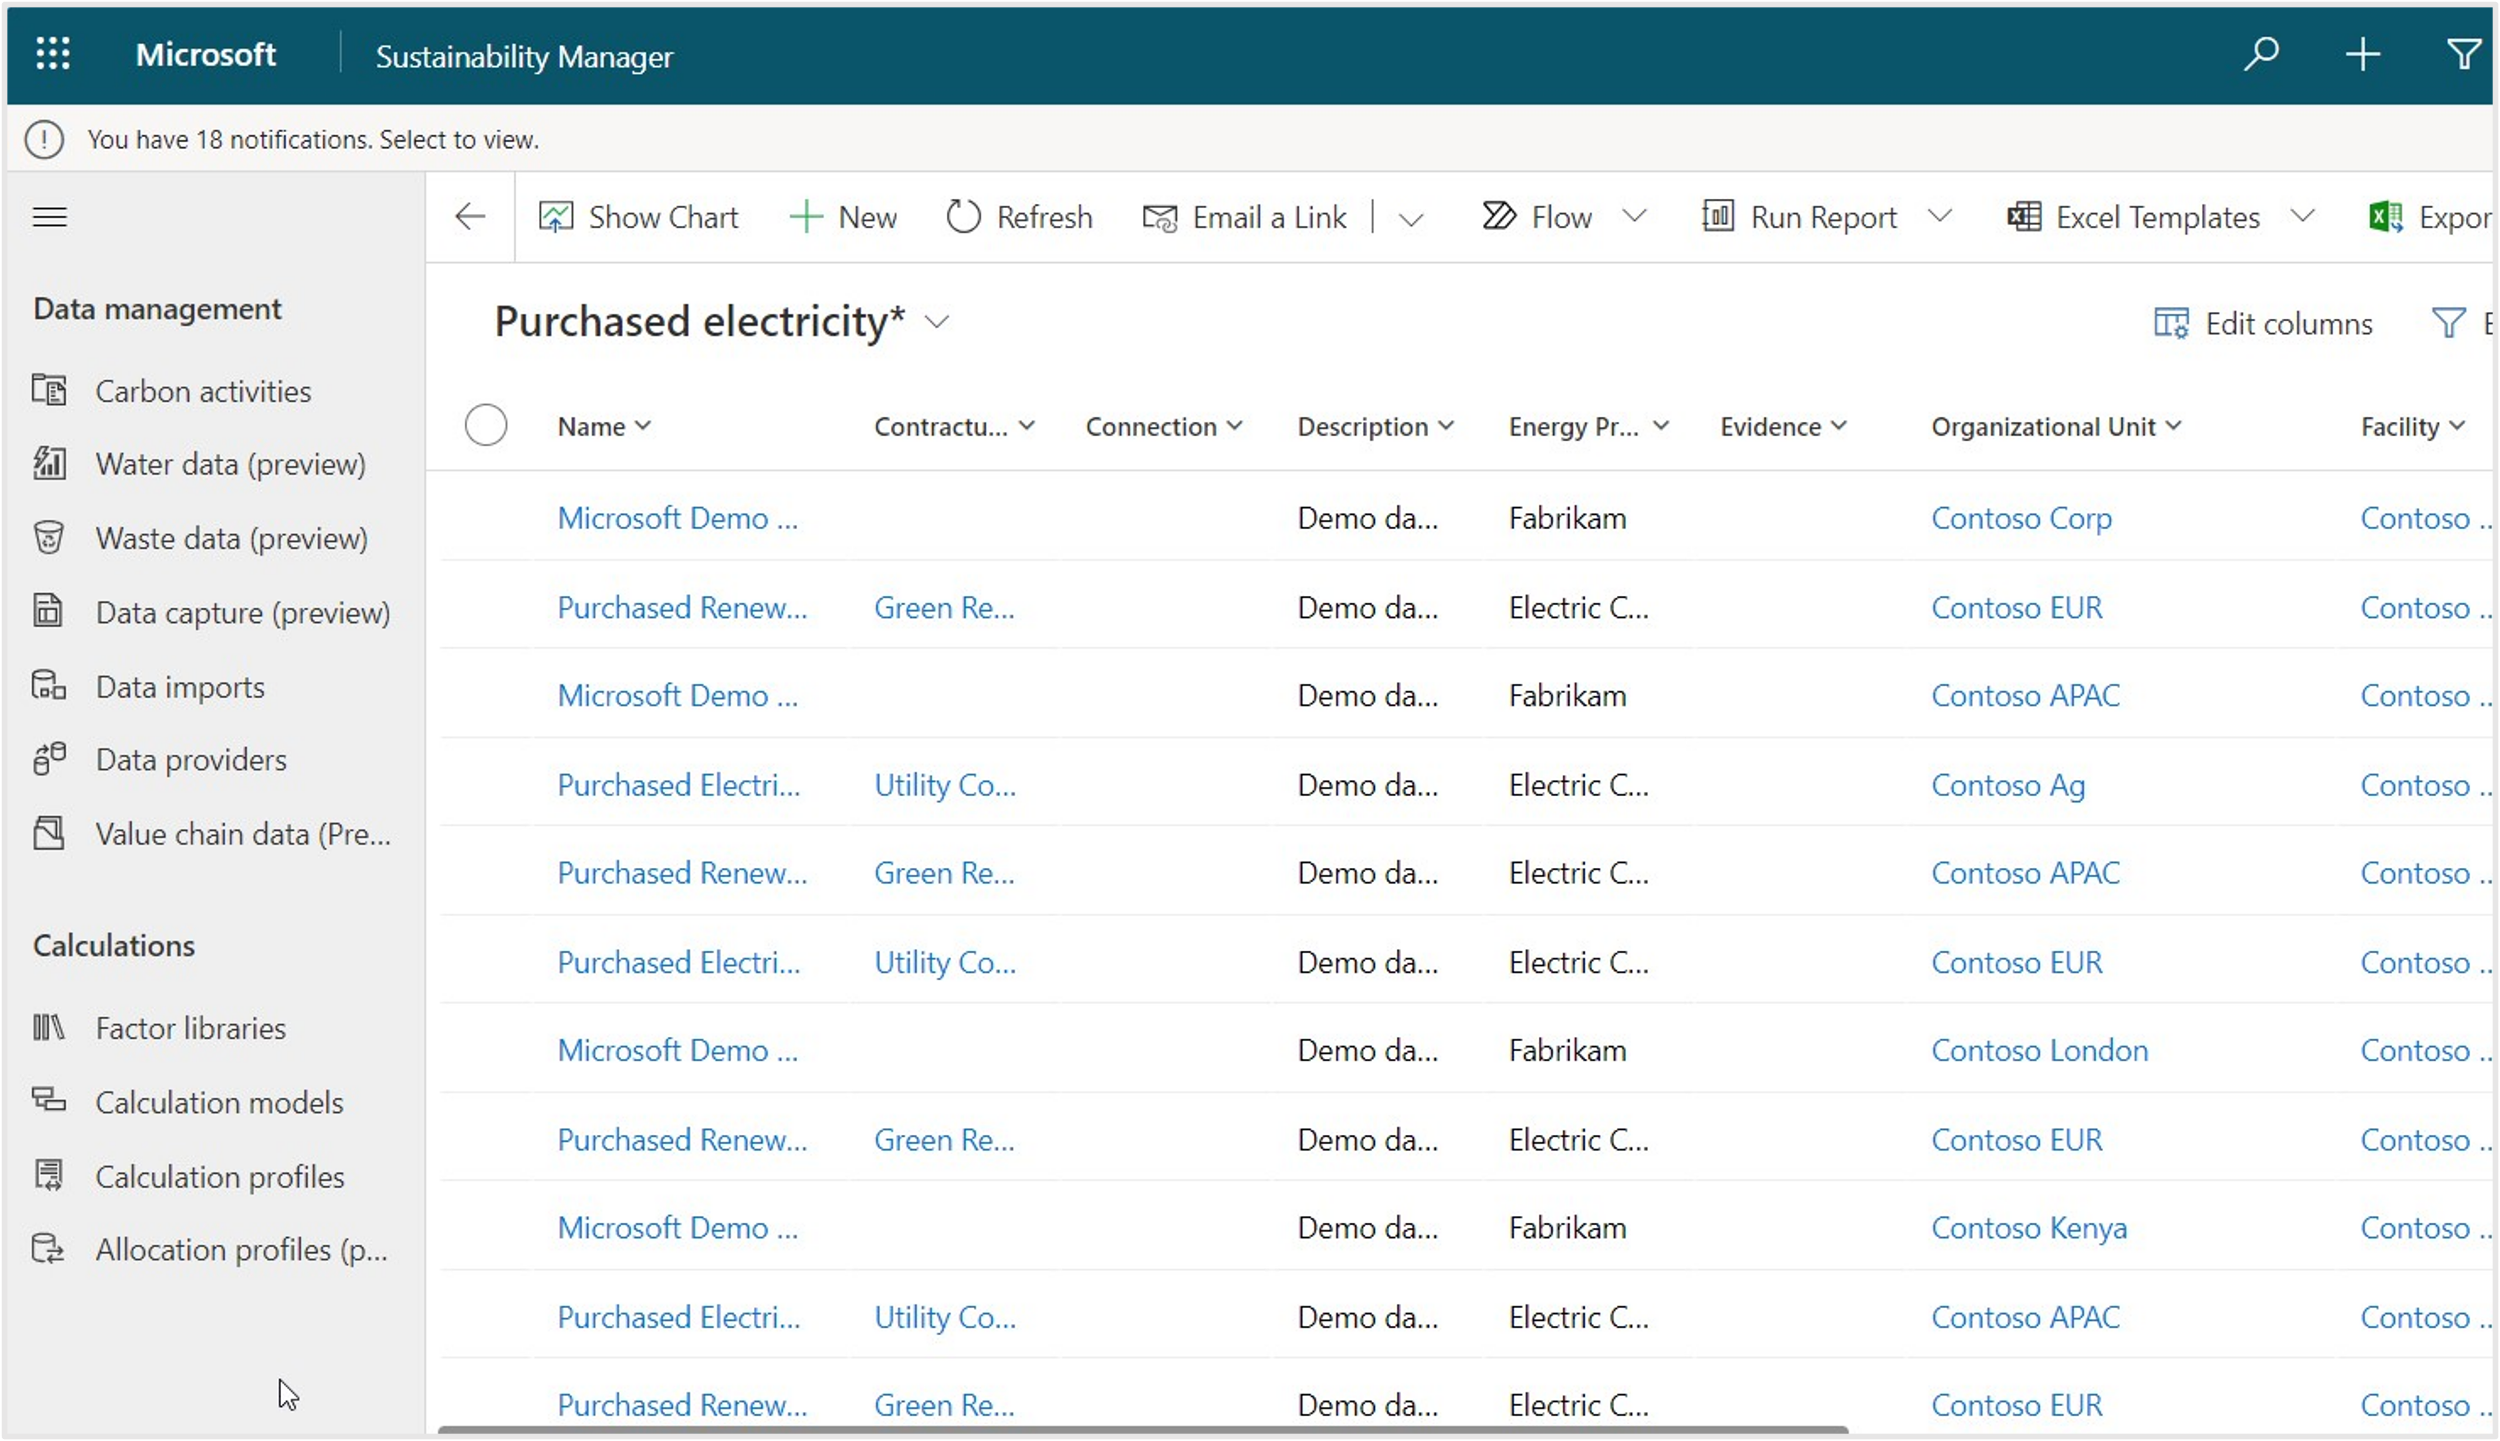 Microsoft Sustainability Manager
You have 18 notifications. Select to view.
Show Chart New Refresh Email a Link Flow Run Report Excel Templates Expor
Data management
Carbon activities
Water data (preview)
Waste data (preview)
Data capture (preview)
Data imports
Data providers
Value chain data (Pre...
Calculations
Factor libraries
Calculation models
Calculation profiles
Allocation profiles (p...
Purchased electricity* Edit columns E
Name Contractu... Connection Description Energy Pr... Evidence Organizational Unit Facility
Microsoft Demo ... Demo da... Fabrikam Contoso Corp Contoso ..
Purchased Renew... Green Re... Demo da... Electric C... Contoso EUR Contoso ..
Microsoft Demo ... Demo da... Fabrikam Contoso APAC Contoso ..
Purchased Electri... Utility Co... Demo da... Electric C... Contoso Ag Contoso ..
Purchased Renew... Green Re... Demo da... Electric C... Contoso APAC Contoso ..
Purchased Electri... Utility Co... Demo da... Electric C... Contoso EUR Contoso ..
Microsoft Demo ... Demo da... Fabrikam Contoso London Contoso ..
Purchased Renew... Green Re... Demo da... Electric C... Contoso EUR Contoso ..
Microsoft Demo ... Demo da... Fabrikam Contoso Kenya Contoso ..
Purchased Electri... Utility Co... Demo da... Electric C... Contoso APAC Contoso ..
Purchased Renew... Green Re... Demo da... Electric C... Contoso EUR Contoso ..